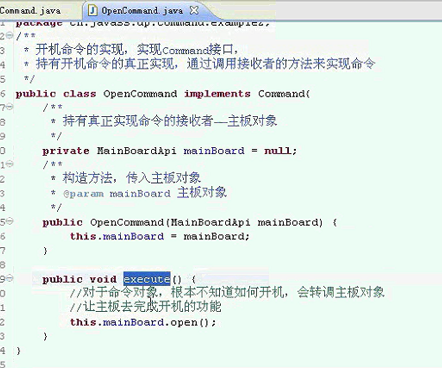 Command.java OpenCommand.java
package cn.javass.dp.command.example2;
/**
 * 开机命令的实现，实现Command接口，
 * 持有开机命令的真正实现，通过调用接收者的方法来实现命令
 */
public class OpenCommand implements Command{
/**
 * 持有真正实现命令的接收者——主板对象
 */
private MainBoardApi mainBoard = null;
/**
 * 构造方法，传入主板对象
 * @param mainBoard 主板对象
 */
public OpenCommand(MainBoardApi mainBoard) {
this.mainBoard = mainBoard;
}
public void execute() {
//对于命令对象，根本不知道如何开机，会转调主板对象
//让主板去完成开机的功能
this.mainBoard.open();
}
}